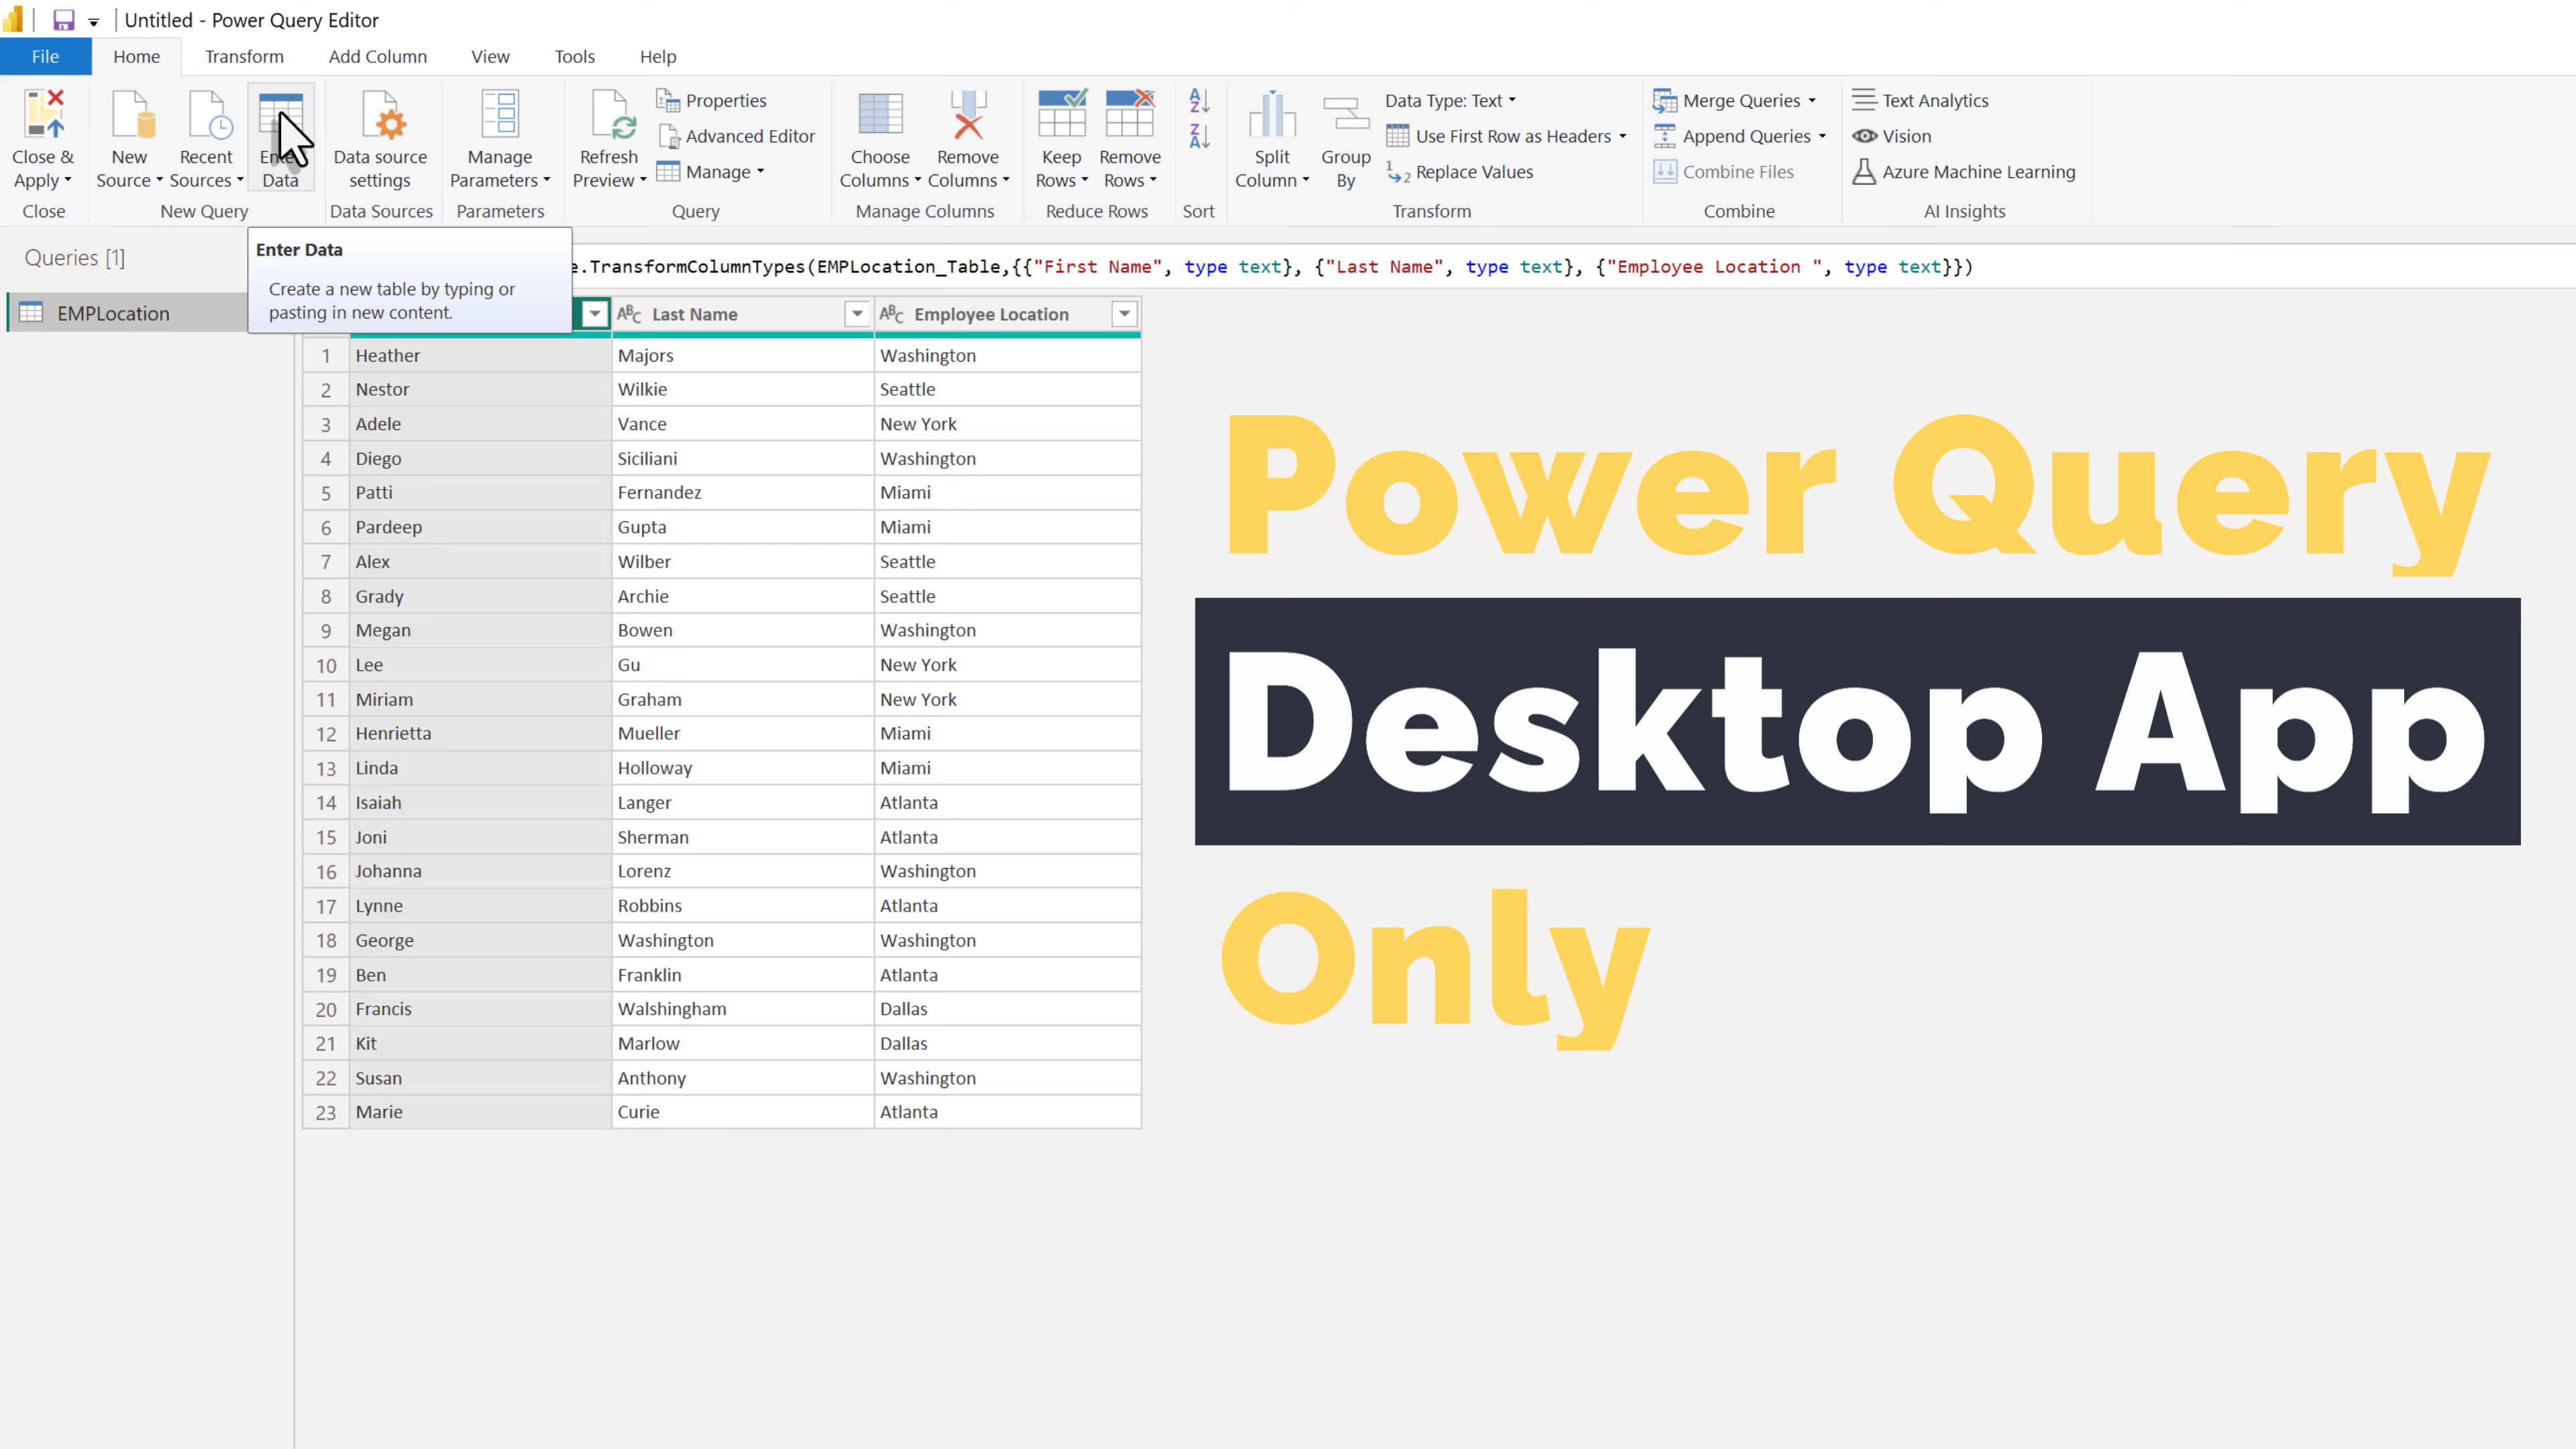 Untitled - Power Query Editor
File Home Transform Add Column View Tools Help
Close & Apply
New Source
Recent Sources
Enter Data
Data source settings
Manage Parameters
Refresh Preview
Properties
Advanced Editor
Manage
Choose Columns
Remove Columns
Keep Rows
Remove Rows
Split Column
Group By
Data Type: Text
Use First Row as Headers
Replace Values
Merge Queries
Append Queries
Combine Files
Text Analytics
Vision
Azure Machine Learning
Close New Query Data Sources Parameters Query Manage Columns Reduce Rows Sort Transform Combine AI Insights
Queries [1]
EMPLocation
Enter Data
Create a new table by typing or
pasting in new content.
e.TransformColumnTypes(EMPLocation_Table,{{"First Name", type text}, {"Last Name", type text}, {"Employee Location ", type text}})
ABC Last Name ABC Employee Location
1 Heather Majors Washington
2 Nestor Wilkie Seattle
3 Adele Vance New York
4 Diego Siciliani Washington
5 Patti Fernandez Miami
6 Pardeep Gupta Miami
7 Alex Wilber Seattle
8 Grady Archie Seattle
9 Megan Bowen Washington
10 Lee Gu New York
11 Miriam Graham New York
12 Henrietta Mueller Miami
13 Linda Holloway Miami
14 Isaiah Langer Atlanta
15 Joni Sherman Atlanta
16 Johanna Lorenz Washington
17 Lynne Robbins Atlanta
18 George Washington Washington
19 Ben Franklin Atlanta
20 Francis Walshingham Dallas
21 Kit Marlow Dallas
22 Susan Anthony Washington
23 Marie Curie Atlanta
Power Query
Desktop App
Only